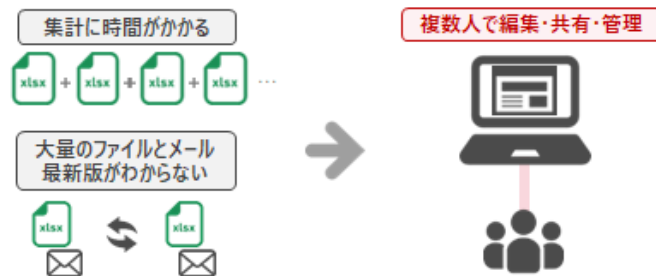 集計に時間がかかる
xlsx + xlsx + xlsx + xlsx …
大量のファイルとメール
最新版がわからない
xlsx xlsx
複数人で編集・共有・管理